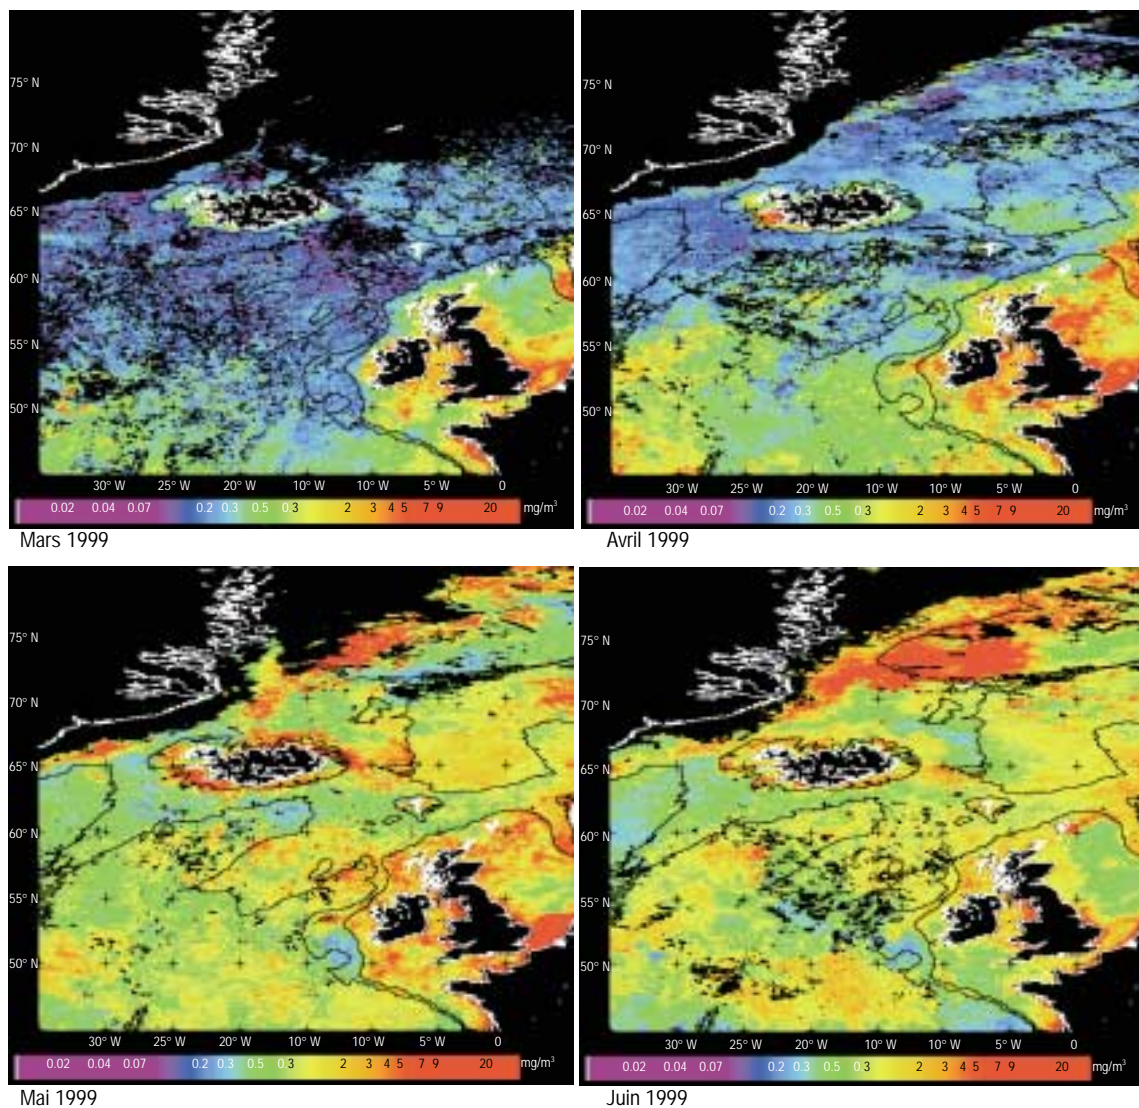 75° N
70° N
65° N
60° N
55° N
50° N
30° W 25° W 20° W 10° W 10° W 5° W 0
0.02 0.04 0.07 0.2 0.3 0.5 0.3 2 3 4 5 7 9 20 mg/m³
Mars 1999
75° N
70° N
65° N
60° N
55° N
50° N
30° W 25° W 20° W 10° W 10° W 5° W 0
0.02 0.04 0.07 0.2 0.3 0.5 0.3 2 3 4 5 7 9 20 mg/m³
Avril 1999
75° N
70° N
65° N
60° N
55° N
50° N
30° W 25° W 20° W 10° W 10° W 5° W 0
0.02 0.04 0.07 0.2 0.3 0.5 0.3 2 3 4 5 7 9 20 mg/m³
Mai 1999
75° N
70° N
65° N
60° N
55° N
50° N
30° W 25° W 20° W 10° W 10° W 5° W 0
0.02 0.04 0.07 0.2 0.3 0.5 0.3 2 3 4 5 7 9 20 mg/m³
Juin 1999